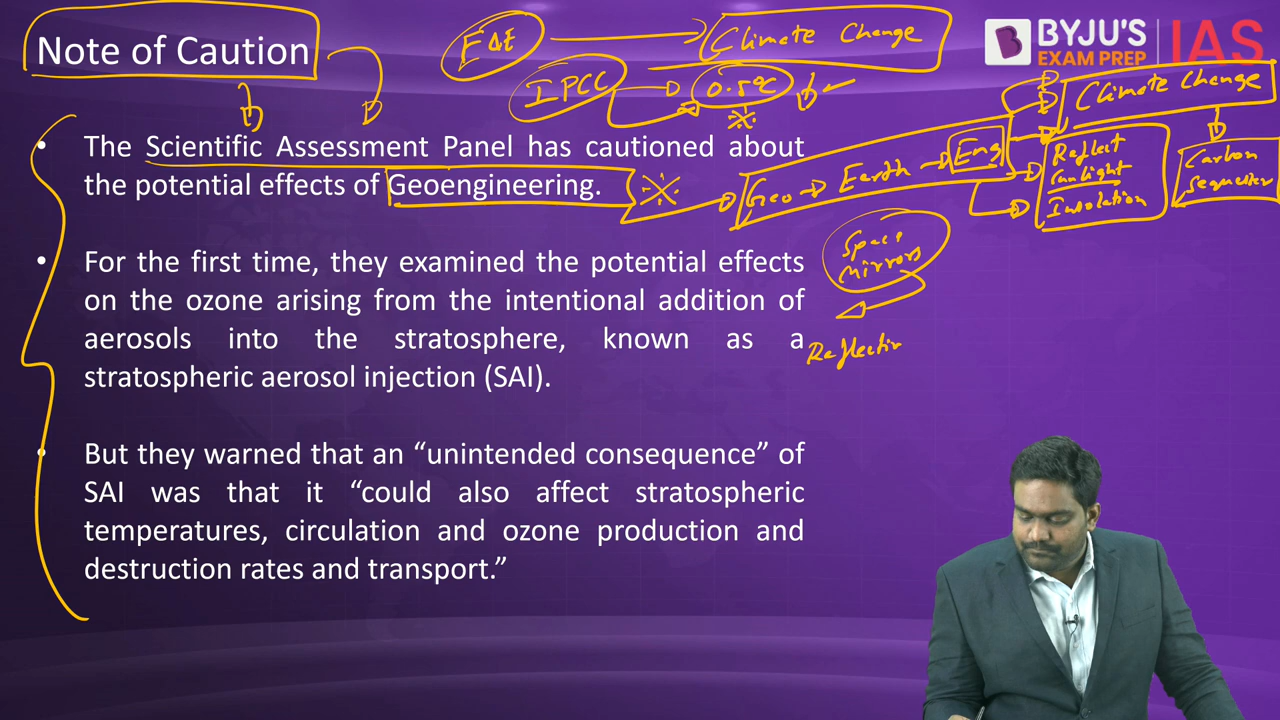 Note of Caution
F&E
Climate Change
IPCC
0.5°C
BYJU'S
EXAM PREP
IAS
• The Scientific Assessment Panel has cautioned about
the potential effects of Geoengineering.
Geo → Earth → Eng
Climate Change
Reflect
Sunlight
Insolation
Carbon
Sequester
Space
mirrors
Reflectiv
• For the first time, they examined the potential effects
on the ozone arising from the intentional addition of
aerosols into the stratosphere, known as a
stratospheric aerosol injection (SAI).
• But they warned that an “unintended consequence” of
SAI was that it “could also affect stratospheric
temperatures, circulation and ozone production and
destruction rates and transport.”